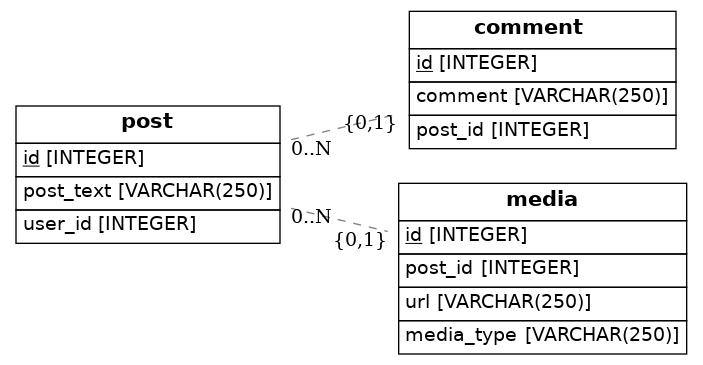 comment
id [INTEGER]
comment [VARCHAR(250)]
post_id [INTEGER]
post
id [INTEGER]
post_text [VARCHAR(250)]
user_id [INTEGER]
{0,1}
0..N
0..N
{0,1}
media
id [INTEGER]
post_id [INTEGER]
url [VARCHAR(250)]
media_type [VARCHAR(250)]